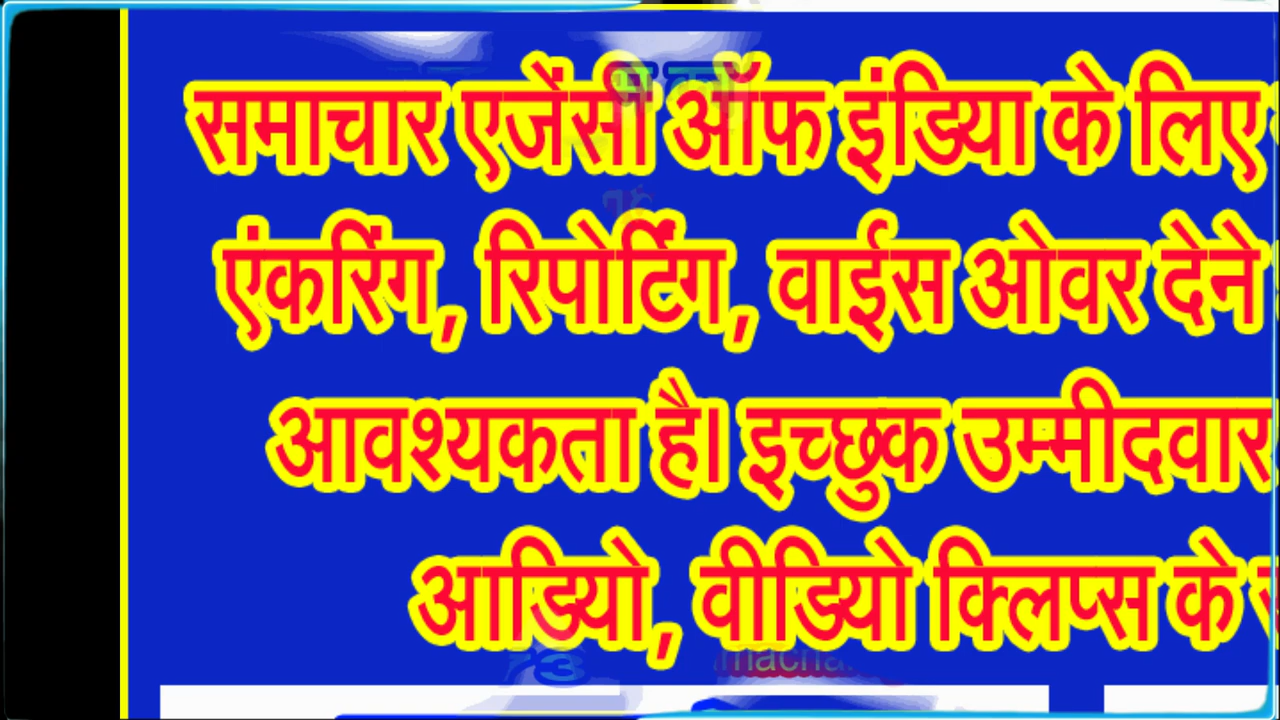 समाचार एजेंसी ऑफ इंडिया के लिए
एंकरिंग, रिपोर्टिंग, वाईस ओवर देने
आवश्यकता है। इच्छुक उम्मीदवार
आडियो, वीडियो क्लिप्स के